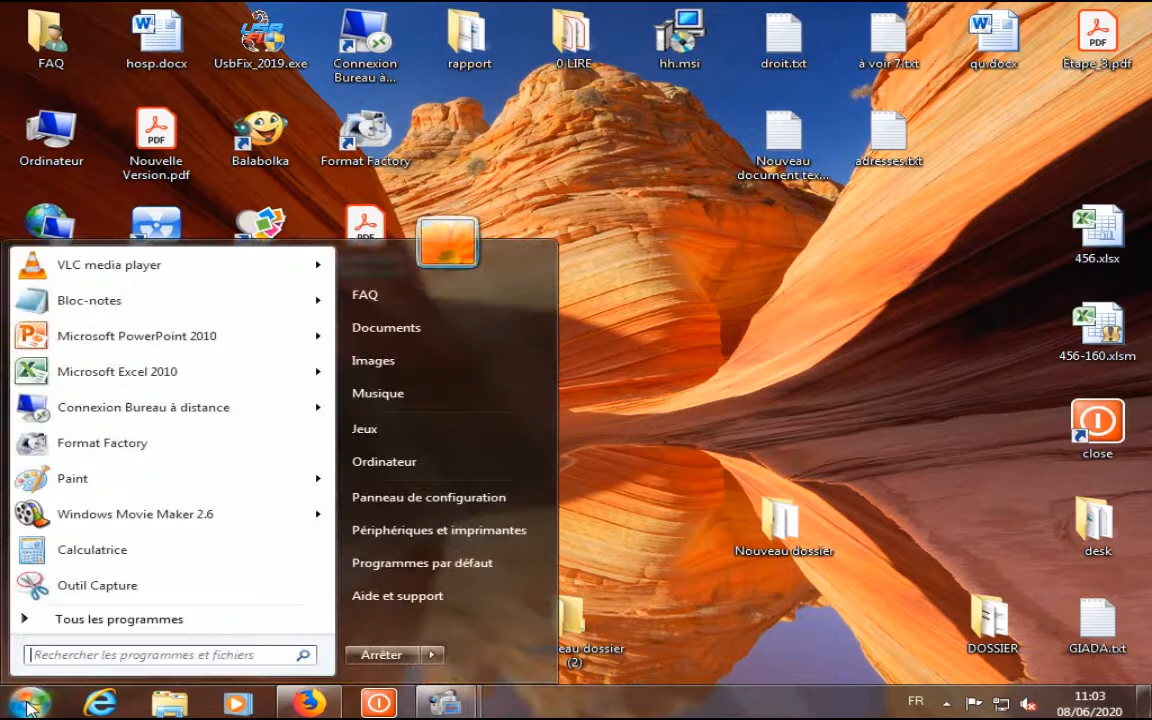 FAQ
hosp.docx
UsbFix_2019.exe
Connexion
Bureau à...
rapport
0 LIRE
hh.msi
droit.txt
à voir 7.txt
qu.docx
Etape_3.pdf
Ordinateur
PDF
Nouvelle
Version.pdf
Balabolka
Format Factory
Nouveau
document tex...
adresses.txt
PDF
456.xlsx
456-160.xlsm
close
Nouveau dossier
desk
eau dossier
(2)
DOSSIER
GIADA.txt
VLC media player
Bloc-notes
Microsoft PowerPoint 2010
Microsoft Excel 2010
Connexion Bureau à distance
Format Factory
Paint
Windows Movie Maker 2.6
Calculatrice
Outil Capture
Tous les programmes
Rechercher les programmes et fichiers
FAQ
Documents
Images
Musique
Jeux
Ordinateur
Panneau de configuration
Périphériques et imprimantes
Programmes par défaut
Aide et support
Arrêter
FR
11:03
08/06/2020